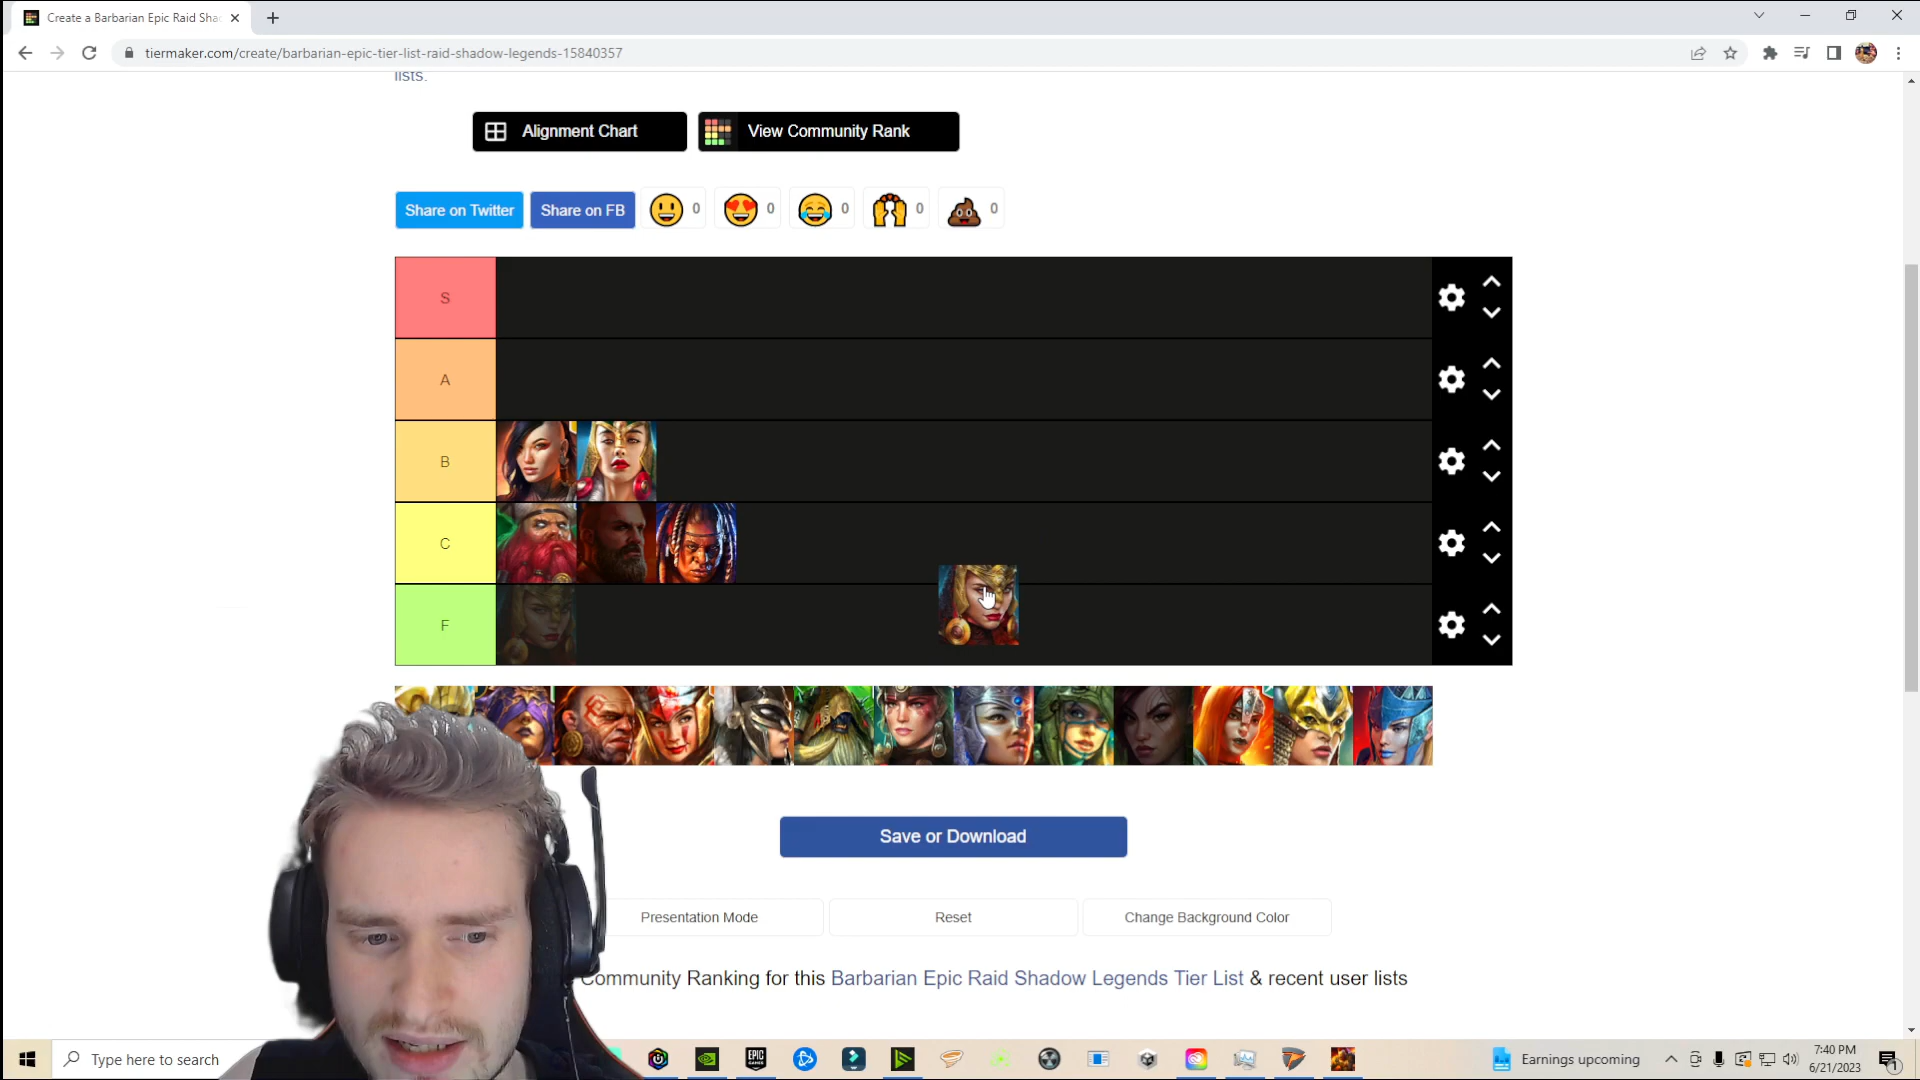 Create a Barbarian Epic Raid Sha
tiermaker.com/create/barbarian-epic-tier-list-raid-shadow-legends-15840357
lists.
Alignment Chart
View Community Rank
Share on Twitter
Share on FB
0
0
0
0
0
S
A
B
C
F
Save or Download
Presentation Mode
Reset
Change Background Color
Community Ranking for this Barbarian Epic Raid Shadow Legends Tier List & recent user lists
Type here to search
EPIC GAMES
Earnings upcoming
7:40 PM
6/21/2023
1